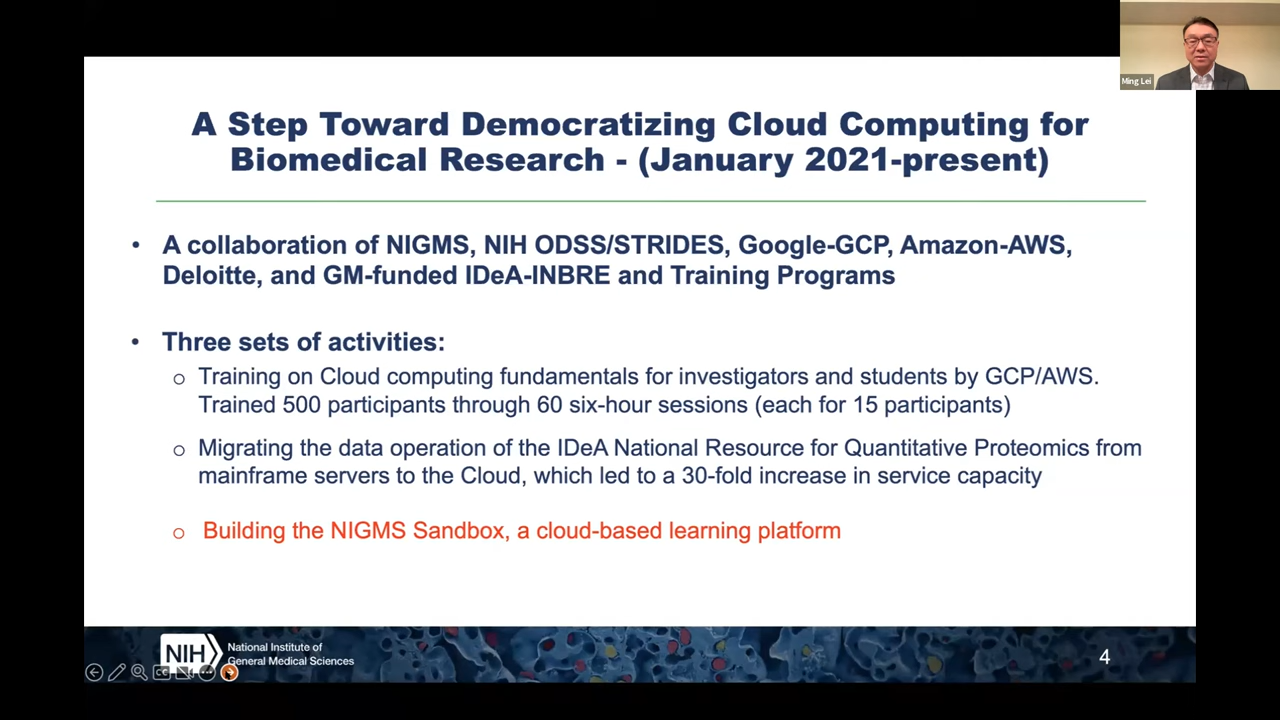 Ming Lei
A Step Toward Democratizing Cloud Computing for
Biomedical Research - (January 2021-present)
• A collaboration of NIGMS, NIH ODSS/STRIDES, Google-GCP, Amazon-AWS,
Deloitte, and GM-funded IDeA-INBRE and Training Programs
• Three sets of activities:
o Training on Cloud computing fundamentals for investigators and students by GCP/AWS.
Trained 500 participants through 60 six-hour sessions (each for 15 participants)
o Migrating the data operation of the IDeA National Resource for Quantitative Proteomics from
mainframe servers to the Cloud, which led to a 30-fold increase in service capacity
o Building the NIGMS Sandbox, a cloud-based learning platform
NIH
National Institute of
General Medical Sciences
CC
4